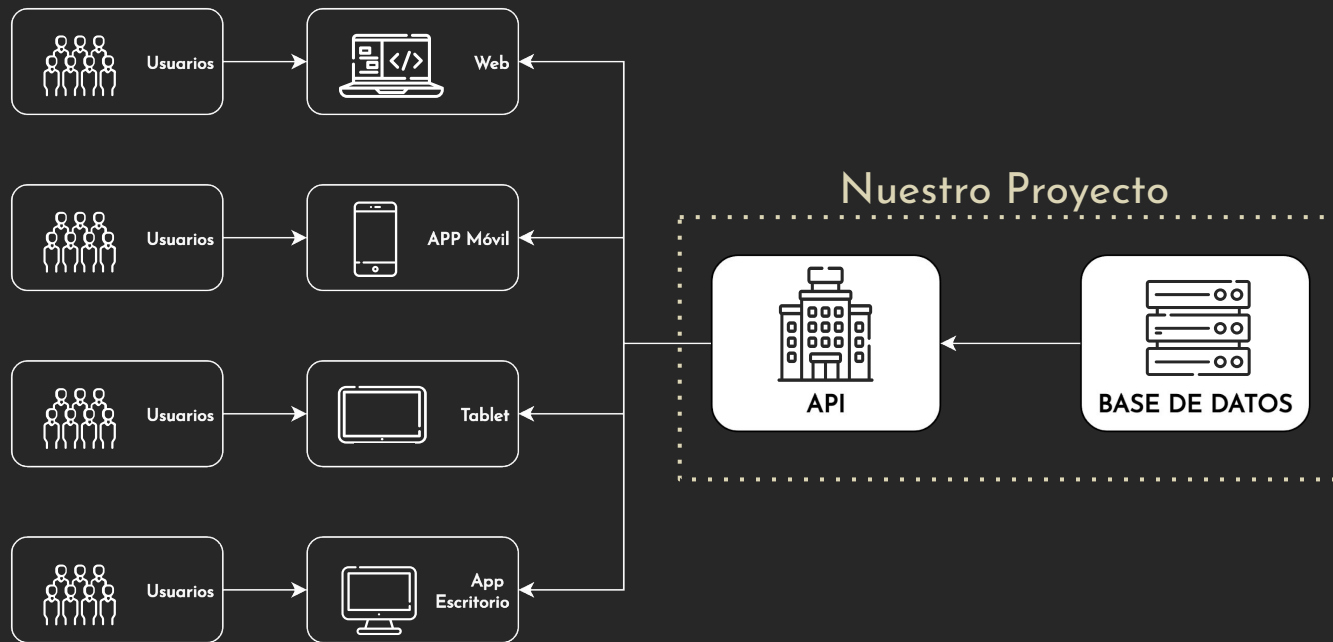 Usuarios
Web
Nuestro Proyecto
Usuarios
APP Móvil
API
BASE DE DATOS
Usuarios
Tablet
Usuarios
App
Escritorio